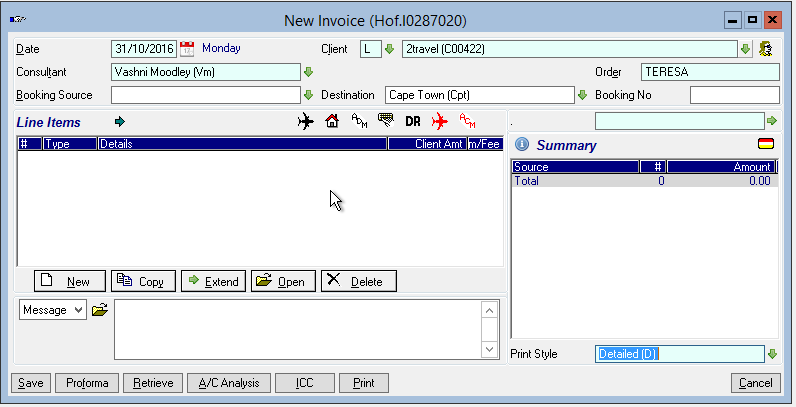 New Invoice (Hof.I0287020)
Date 31/10/2016 Monday Client L 2travel (C00422)
Consultant Vashni Moodley (Vm) Order TERESA
Booking Source Destination Cape Town (Cpt) Booking No
Line Items DR .
Summary
# Type Details Client Amt m/Fee
Source # Amount
Total 0 0.00
New Copy Extend Open Delete
Message
Print Style Detailed (D)
Save Proforma Retrieve A/C Analysis ICC Print Cancel